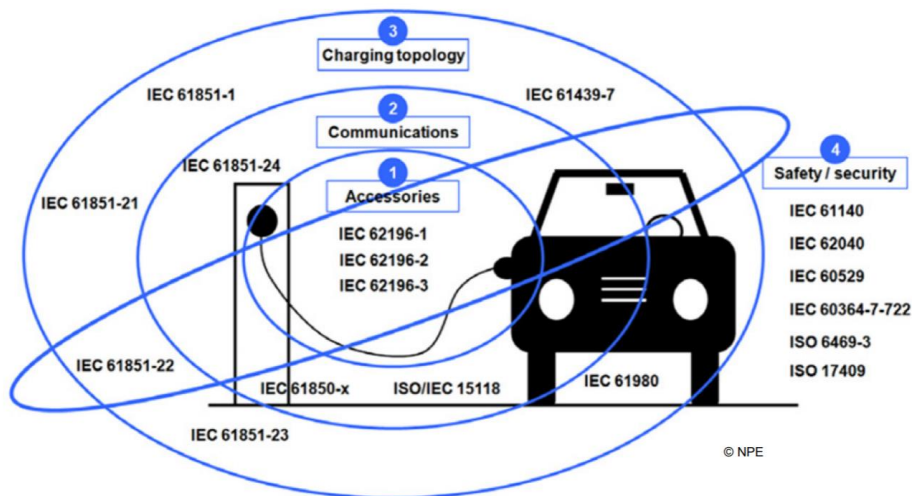 3
Charging topology
IEC 61851-1
IEC 61439-7
2
Communications
IEC 61851-24
1
Accessories
4
Safety / security
IEC 61851-21
IEC 62196-1
IEC 62196-2
IEC 62196-3
IEC 61140
IEC 62040
IEC 60529
IEC 60364-7-722
ISO 6469-3
ISO 17409
IEC 61851-22
IEC 61850-x
ISO/IEC 15118
IEC 61980
IEC 61851-23
© NPE